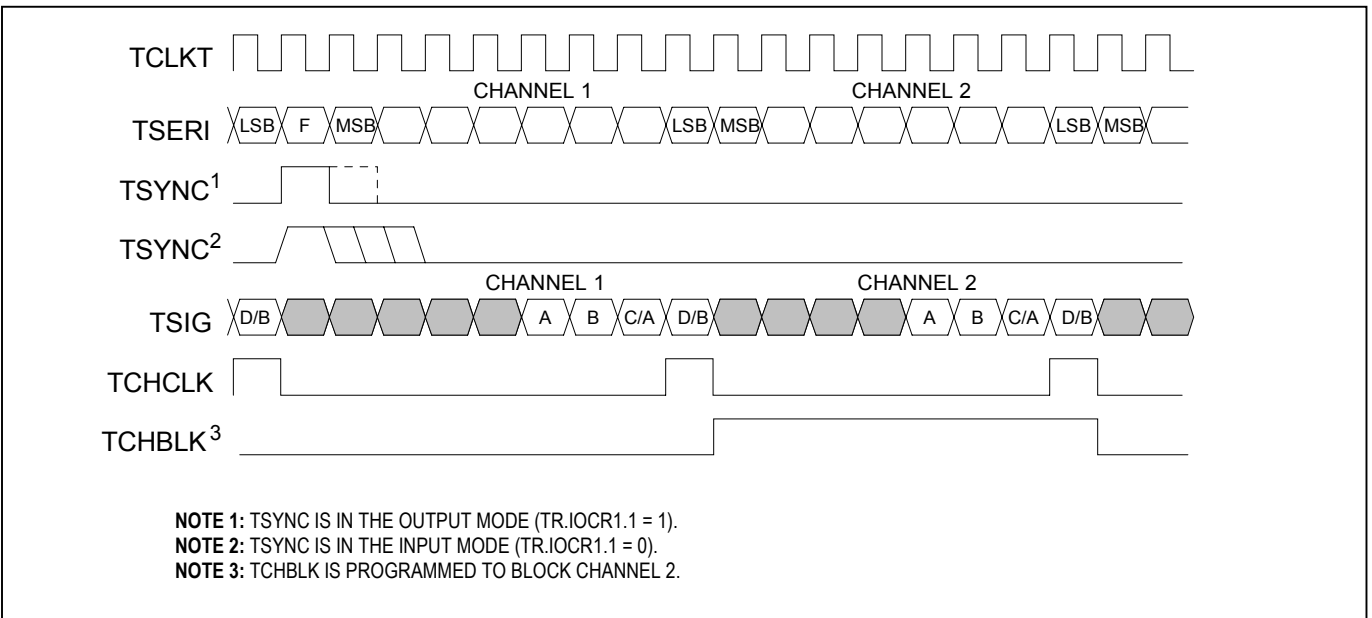 TCLKT
CHANNEL 1 CHANNEL 2
TSERI LSB F MSB LSB MSB LSB MSB
TSYNC1
TSYNC2
CHANNEL 1 CHANNEL 2
TSIG D/B A B C/A D/B A B C/A D/B
TCHCLK
TCHBLK3
NOTE 1: TSYNC IS IN THE OUTPUT MODE (TR.IOCR1.1 = 1).
NOTE 2: TSYNC IS IN THE INPUT MODE (TR.IOCR1.1 = 0).
NOTE 3: TCHBLK IS PROGRAMMED TO BLOCK CHANNEL 2.